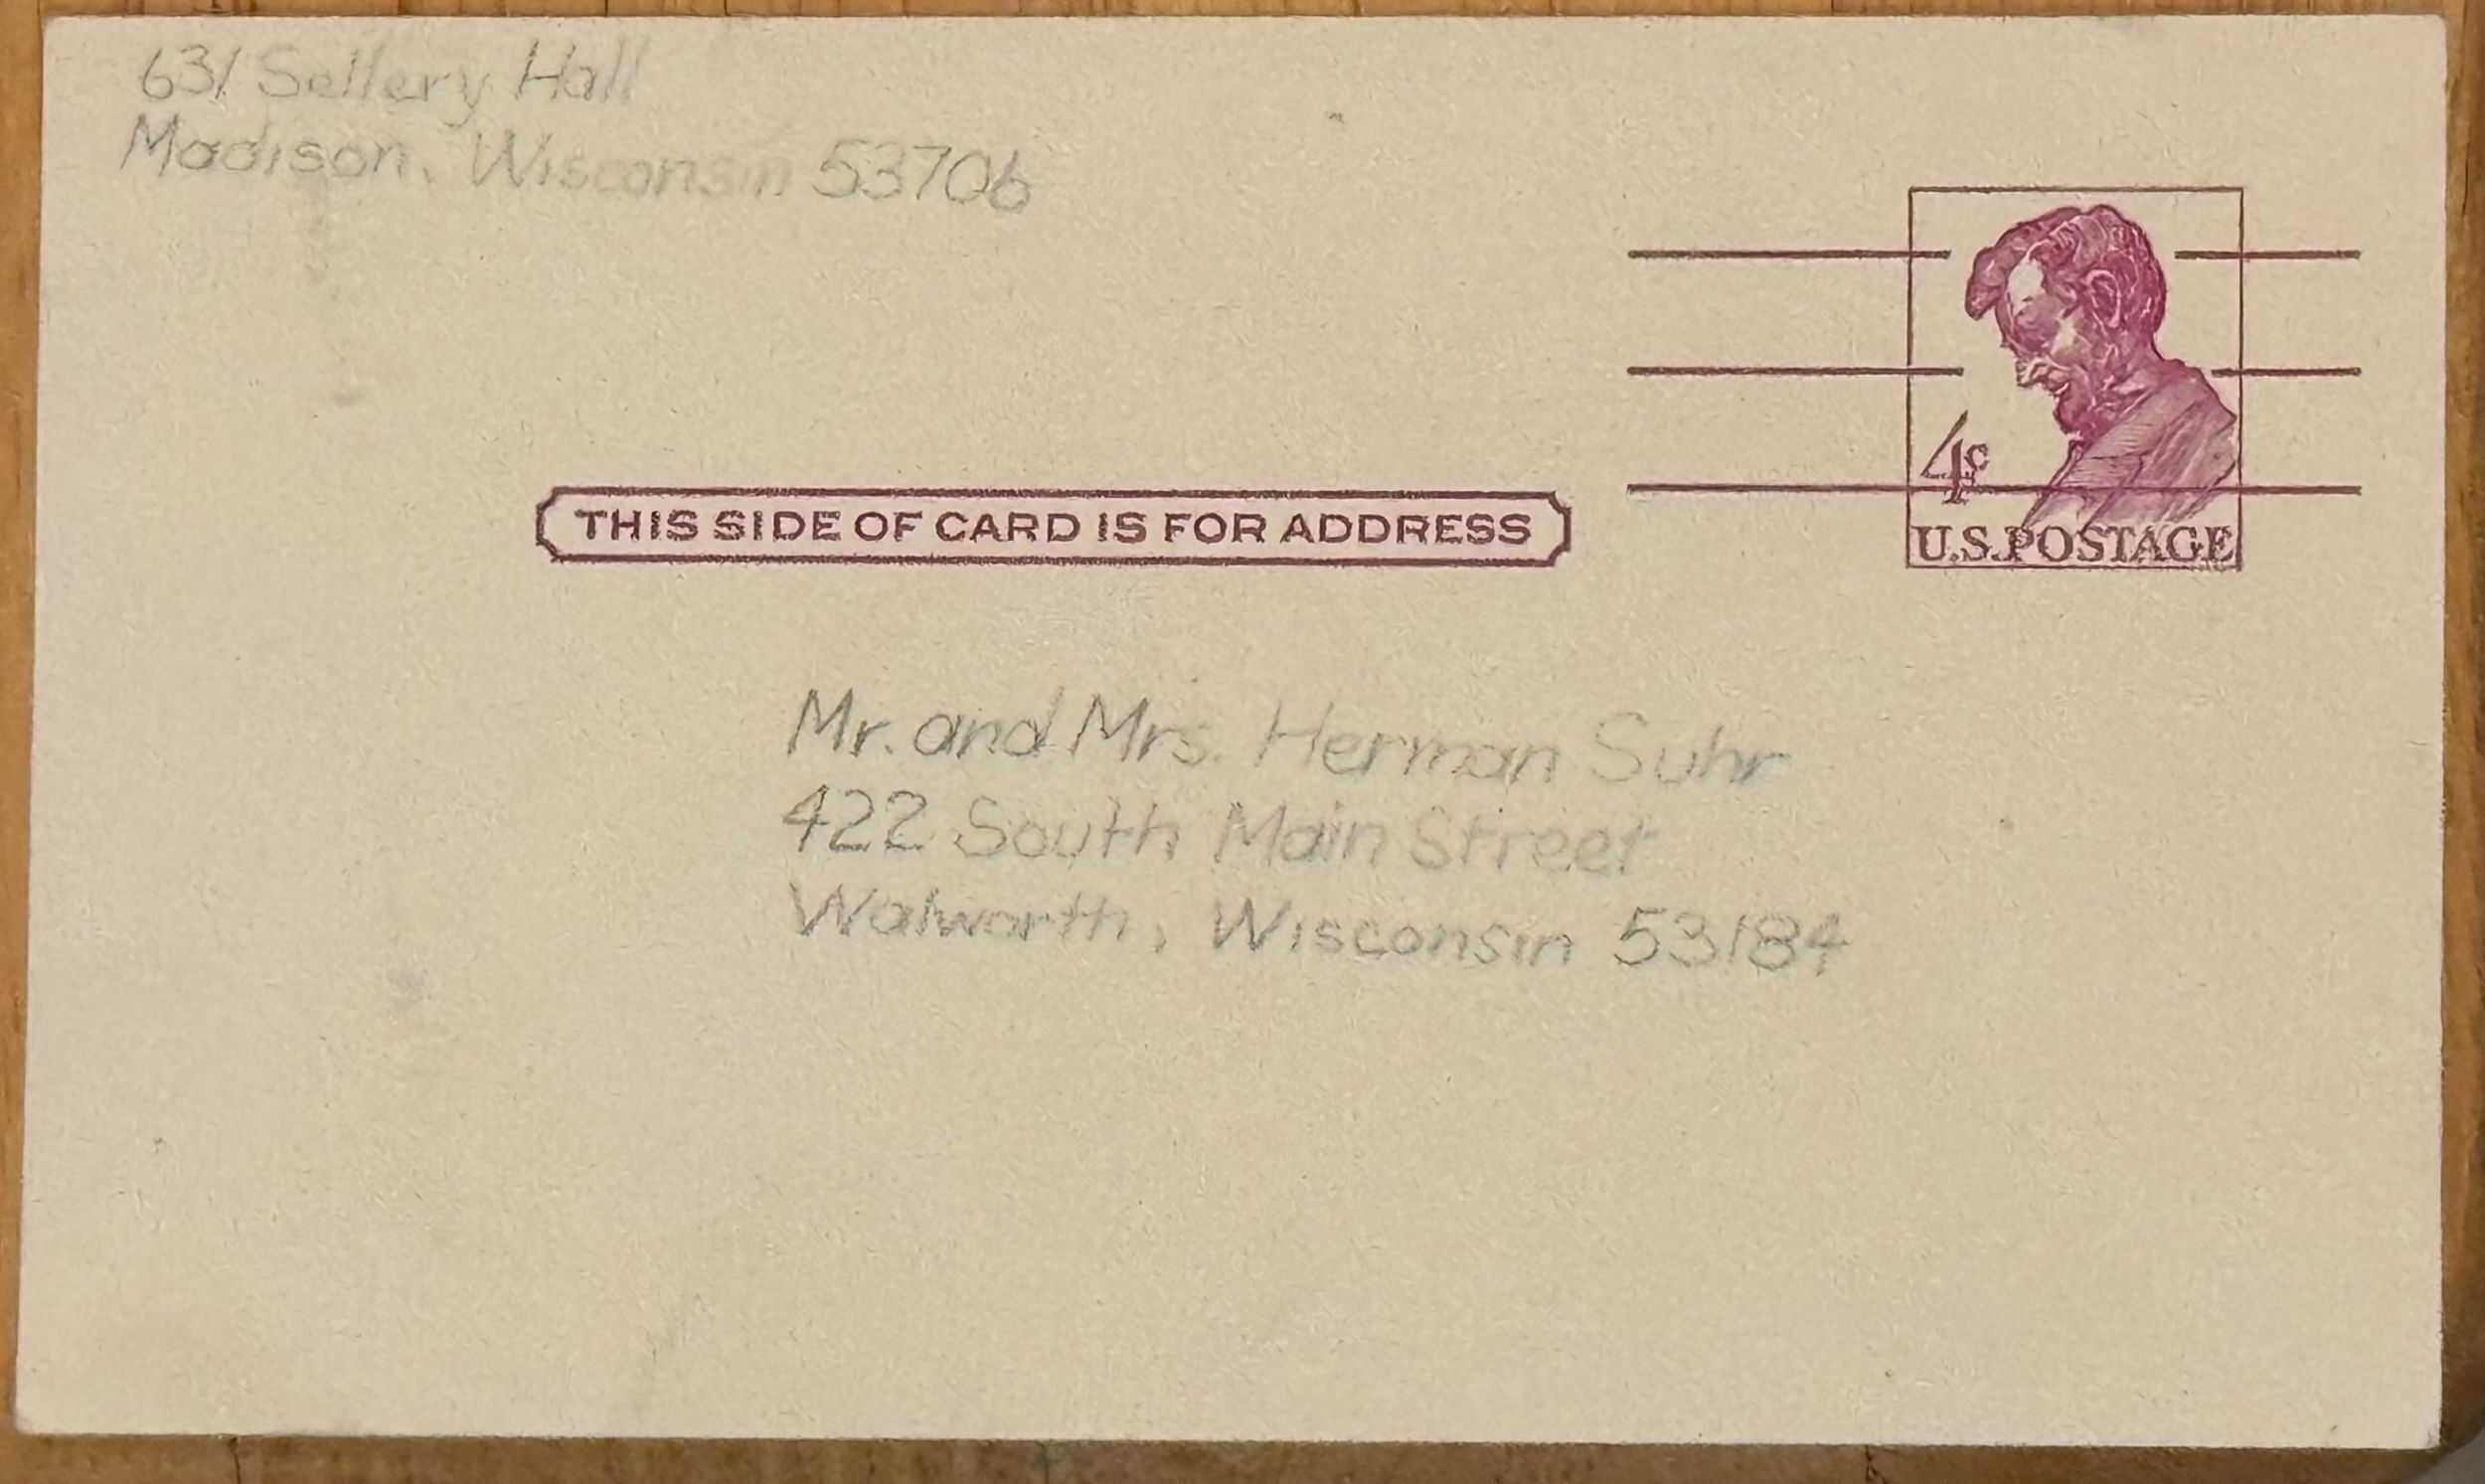 631 Sellery Hall
Madison, Wisconsin 53706
4c
U.S. POSTAGE
THIS SIDE OF CARD IS FOR ADDRESS
Mr. and Mrs. Herman Suhr
422 South Main Street
Walworth, Wisconsin 53184